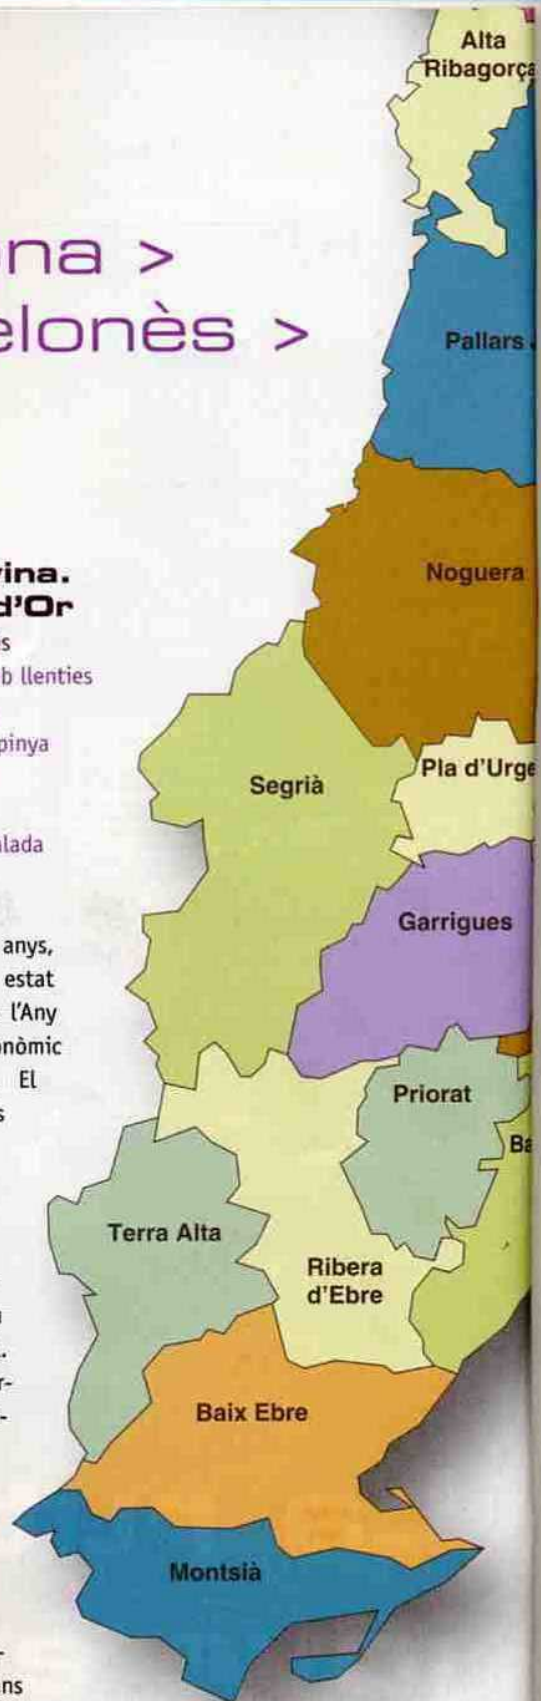 na >
elonès >
ina.
d'Or
s
b llenties
pinya
alada
anys,
estat
l'Any
nòmic
El
s
.
r-
-
-
ns
Alta
Ribagorça
Pallars
Noguera
Segrià
Pla d'Urge
Garrigues
Priorat
Ba
Terra Alta
Ribera
d'Ebre
Baix Ebre
Montsià